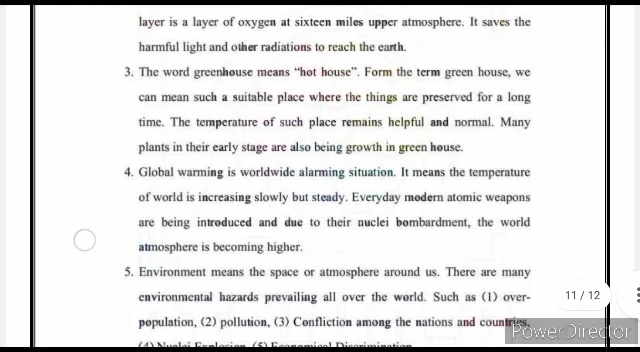 layer is a layer of oxygen at sixteen miles upper atmosphere. It saves the
harmful light and other radiations to reach the earth.
3. The word greenhouse means “hot house”. Form the term green house, we
can mean such a suitable place where the things are preserved for a long
time. The temperature of such place remains helpful and normal. Many
plants in their early stage are also being growth in green house.
4. Global warming is worldwide alarming situation. It means the temperature
of world is increasing slowly but steady. Everyday modern atomic weapons
are being introduced and due to their nuclei bombardment, the world
atmosphere is becoming higher.
5. Environment means the space or atmosphere around us. There are many
environmental hazards prevailing all over the world. Such as (1) over-
11 / 12
population, (2) pollution, (3) Confliction among the nations and countries,
PowerDirector
(4) Nuclei Explosion, (5) Economical Discrimination